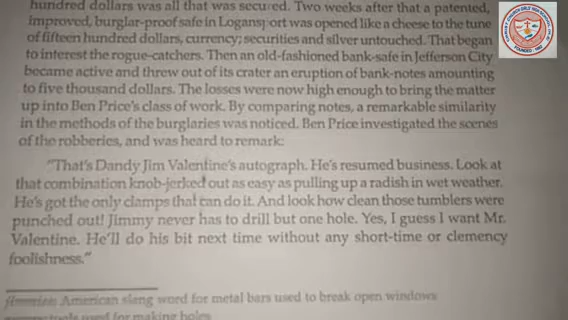 hundred dollars was all that was secured. Two weeks after that a patented,
improved, burglar-proof safe in Logansport was opened like a cheese to the tune
of fifteen hundred dollars, currency; securities and silver untouched. That began
to interest the rogue-catchers. Then an old-fashioned bank-safe in Jefferson City
became active and threw out of its crater an eruption of bank-notes amounting
to five thousand dollars. The losses were now high enough to bring the matter
up into Ben Price's class of work. By comparing notes, a remarkable similarity
in the methods of the burglaries was noticed. Ben Price investigated the scenes
of the robberies, and was heard to remark:
"That's Dandy Jim Valentine's autograph. He's resumed business. Look at
that combination knob-jerked out as easy as pulling up a radish in wet weather.
He's got the only clamps that can do it. And look how clean those tumblers were
punched out! Jimmy never has to drill but one hole. Yes, I guess I want Mr.
Valentine. He'll do his bit next time without any short-time or clemency
foolishness."
American slang word for metal bars used to break open windows
tools used for making holes